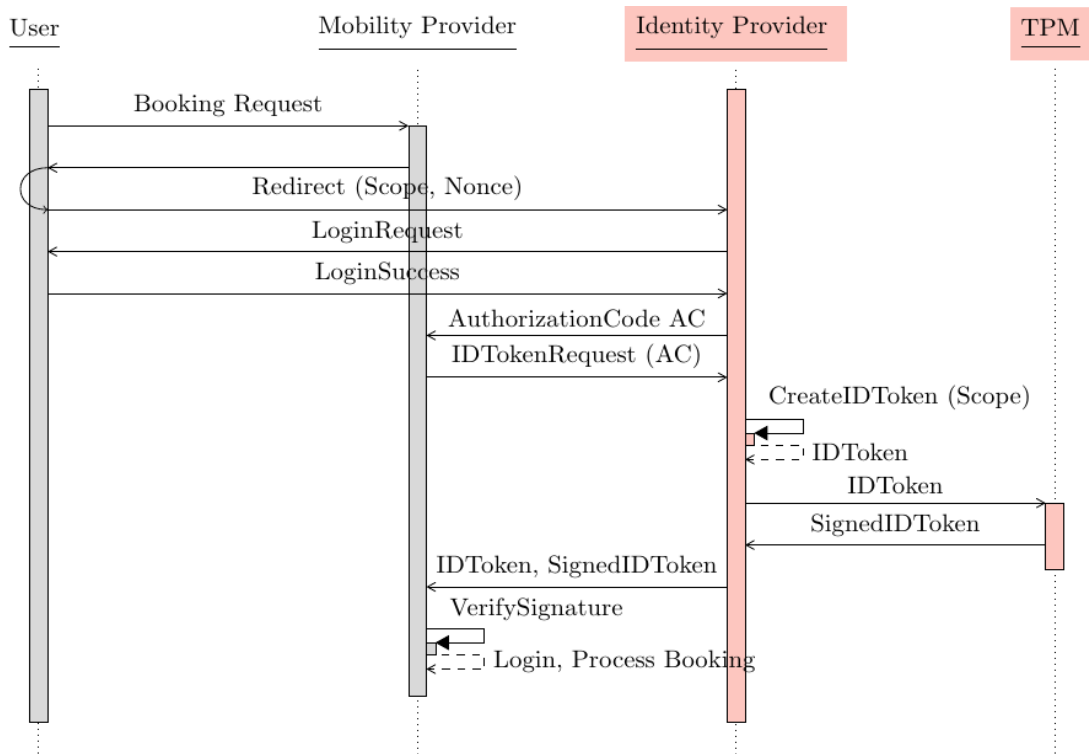 User
Mobility Provider
Identity Provider
TPM
Booking Request
Redirect (Scope, Nonce)
LoginRequest
LoginSuccess
AuthorizationCode AC
IDTokenRequest (AC)
CreateIDToken (Scope)
IDToken
IDToken
SignedIDToken
IDToken, SignedIDToken
VerifySignature
Login, Process Booking